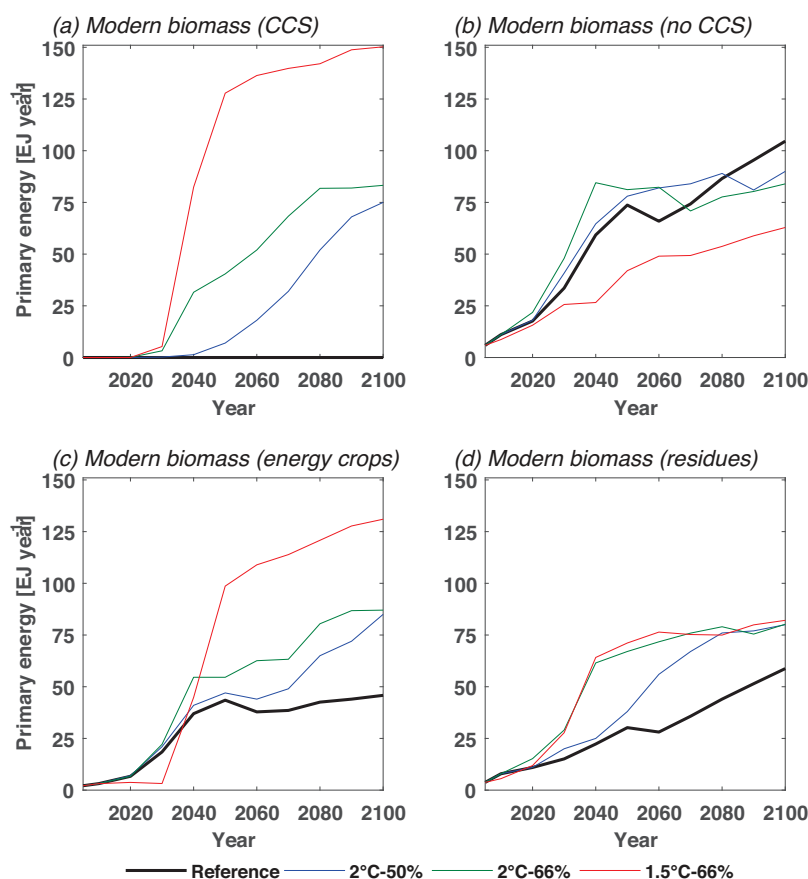 (a) Modern biomass (CCS)
(b) Modern biomass (no CCS)
Primary energy [EJ year-1]
150
125
100
75
50
25
0
2020 2040 2060 2080 2100
Year
150
125
100
75
50
25
0
2020 2040 2060 2080 2100
Year
(c) Modern biomass (energy crops)
(d) Modern biomass (residues)
Primary energy [EJ year-1]
150
125
100
75
50
25
0
2020 2040 2060 2080 2100
Year
150
125
100
75
50
25
0
2020 2040 2060 2080 2100
Year
Reference 2°C-50% 2°C-66% 1.5°C-66%